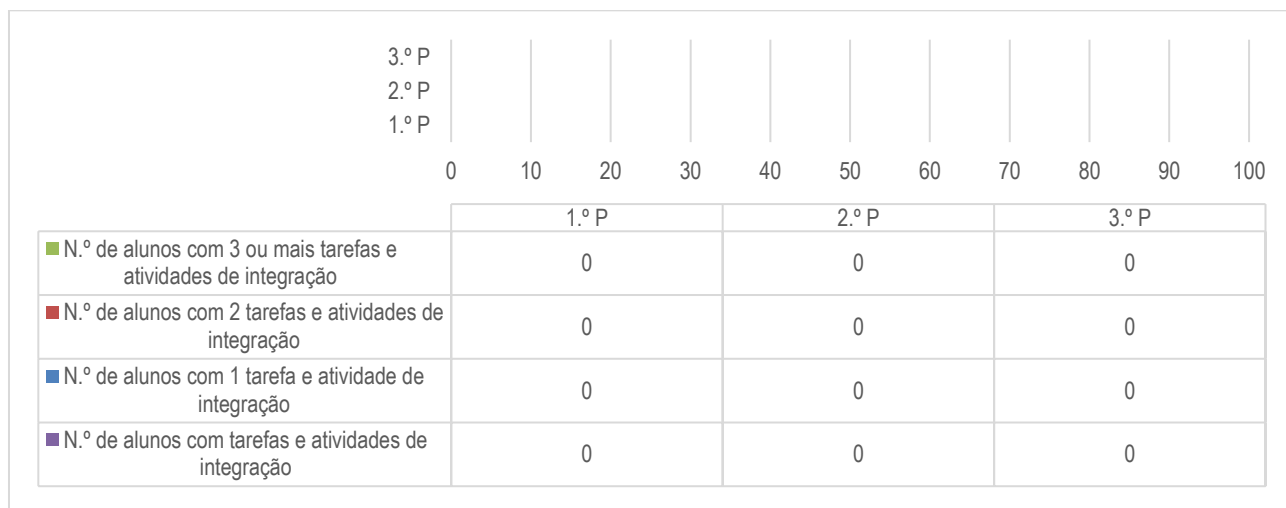 3.º P
2.º P
1.º P
0 10 20 30 40 50 60 70 80 90 100
1.º P 2.º P 3.º P
N.º de alunos com 3 ou mais tarefas e
atividades de integração 0 0 0
N.º de alunos com 2 tarefas e atividades de
integração 0 0 0
N.º de alunos com 1 tarefa e atividade de
integração 0 0 0
N.º de alunos com tarefas e atividades de
integração 0 0 0